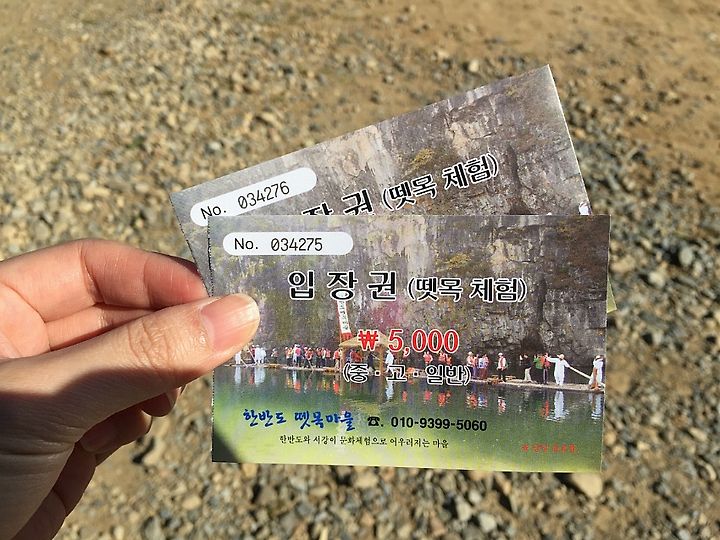 No. 034276
장 권 (뗏목 체험)
No. 034275
입 장 권 (뗏목 체험)
₩ 5,000
(중·고·일반)
한반도 뗏목마을 ☎. 010-9399-5060
한반도와 서강이 문화체험으로 어우러지는 마을